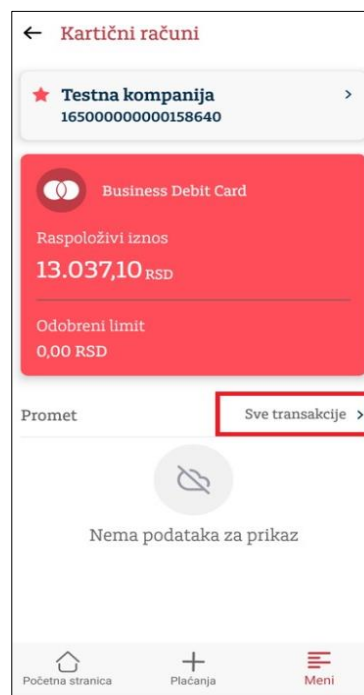 Kartični računi
Testna kompanija
165000000000158640
Business Debit Card
Raspoloživi iznos
13.037,10 RSD
Odobreni limit
0,00 RSD
Promet
Sve transakcije
Nema podataka za prikaz
Početna stranica
Plaćanja
Meni